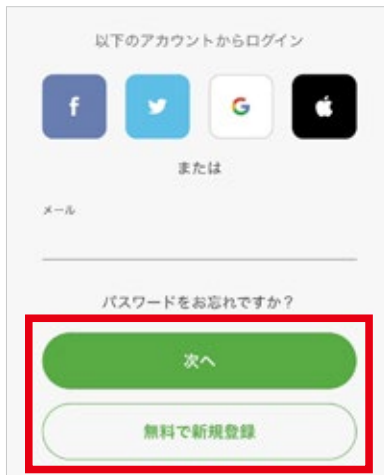 以下のアカウントからログイン
または
メール
パスワードをお忘れですか？
次へ
無料で新規登録